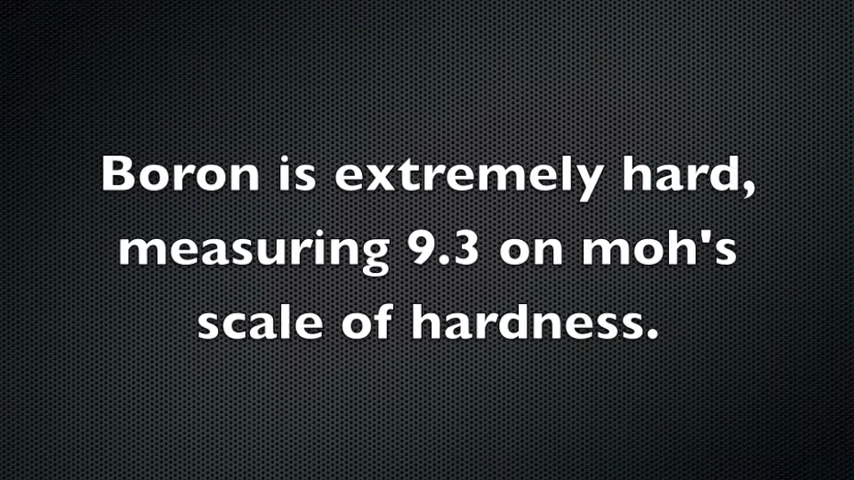 Boron is extremely hard,
measuring 9.3 on moh's
scale of hardness.